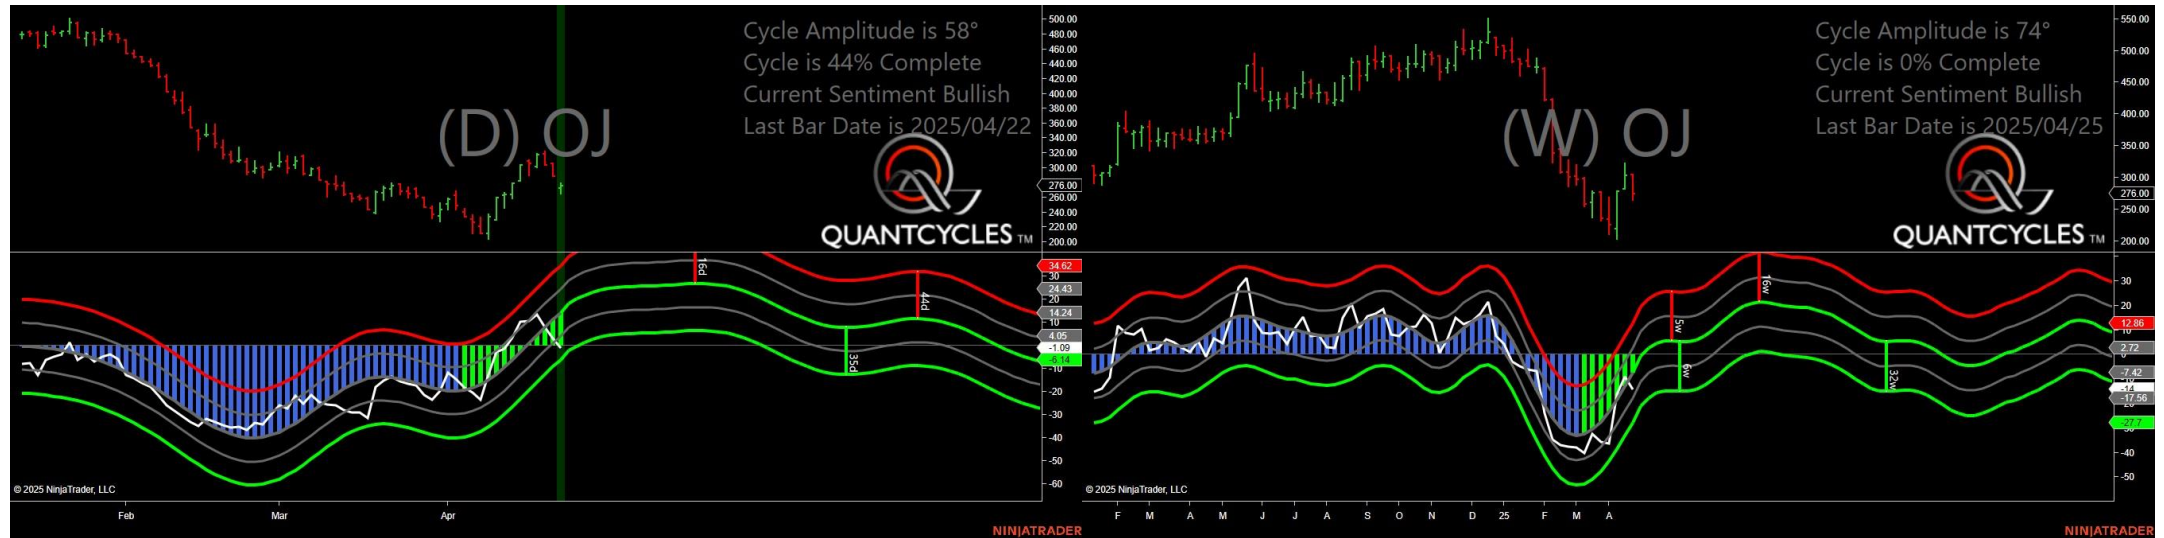 Cycle Amplitude is 58°
Cycle is 44% Complete
Current Sentiment Bullish
Last Bar Date is 2025/04/22
(D) OJ
QUANTCYCLES TM
500.00
480.00
460.00
440.00
420.00
400.00
380.00
360.00
340.00
320.00
300.00
276.00
260.00
240.00
220.00
200.00
16d
44d
35d
34.62
30
24.43
20
14.24
10
4.05
-1.09
-6.14
-10
-20
-30
-40
-50
-60
© 2025 NinjaTrader, LLC
Feb Mar Apr
NINJATRADER
Cycle Amplitude is 74°
Cycle is 0% Complete
Current Sentiment Bullish
Last Bar Date is 2025/04/25
(W) OJ
QUANTCYCLES TM
550.00
500.00
450.00
400.00
350.00
300.00
276.00
250.00
200.00
5w
6w
16w
32w
30
20
12.86
10
2.72
-7.42
-14
-17.56
-27.7
-40
-50
© 2025 NinjaTrader, LLC
F M A M J J A S O N D 25 F M A
NINJATRADER